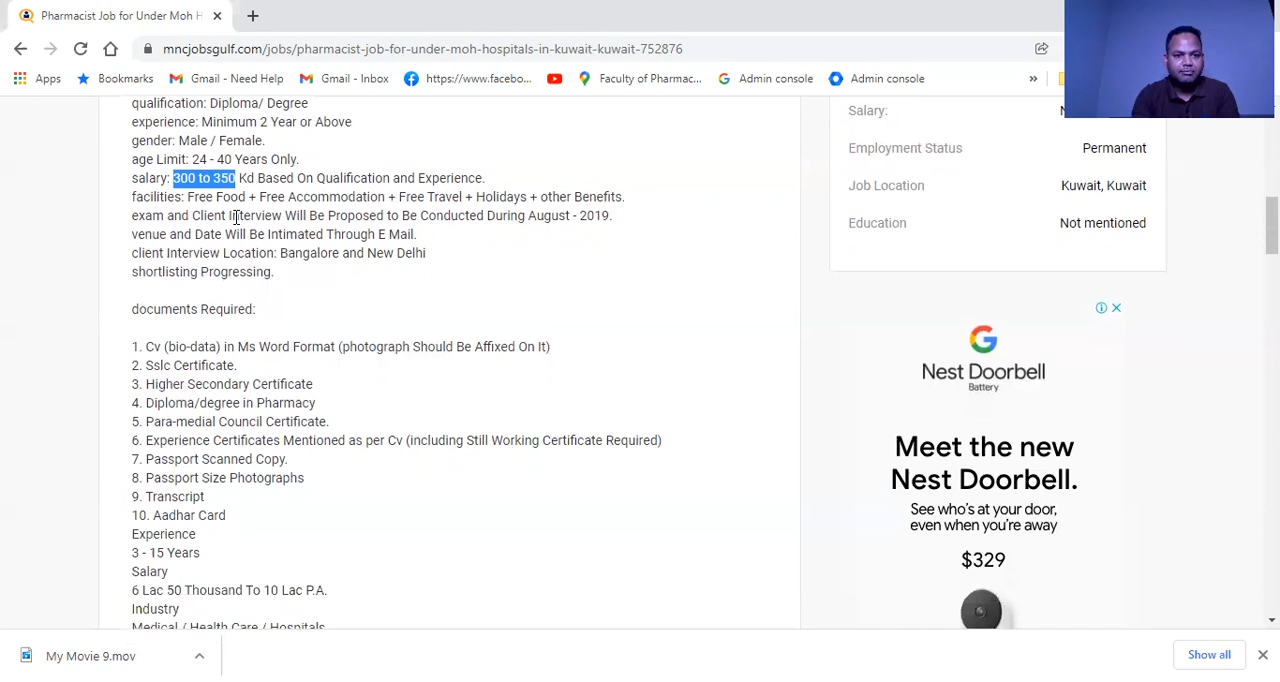 Pharmacist Job for Under Moh H
mncjobsgulf.com/jobs/pharmacist-job-for-under-moh-hospitals-in-kuwait-kuwait-752876
Apps Bookmarks Gmail - Need Help Gmail - Inbox https://www.facebo... Faculty of Pharmac... Admin console Admin console »
qualification: Diploma/ Degree
experience: Minimum 2 Year or Above
gender: Male / Female.
age Limit: 24 - 40 Years Only.
salary: 300 to 350 Kd Based On Qualification and Experience.
facilities: Free Food + Free Accommodation + Free Travel + Holidays + other Benefits.
exam and Client Interview Will Be Proposed to Be Conducted During August - 2019.
venue and Date Will Be Intimated Through E Mail.
client Interview Location: Bangalore and New Delhi
shortlisting Progressing.
documents Required:
1. Cv (bio-data) in Ms Word Format (photograph Should Be Affixed On It)
2. Sslc Certificate.
3. Higher Secondary Certificate
4. Diploma/degree in Pharmacy
5. Para-medial Council Certificate.
6. Experience Certificates Mentioned as per Cv (including Still Working Certificate Required)
7. Passport Scanned Copy.
8. Passport Size Photographs
9. Transcript
10. Aadhar Card
Experience
3 - 15 Years
Salary
6 Lac 50 Thousand To 10 Lac P.A.
Industry
Medical / Health Care / Hospitals
Salary:
Employment Status Permanent
Job Location Kuwait, Kuwait
Education Not mentioned
Nest Doorbell
Battery
Meet the new
Nest Doorbell.
See who's at your door,
even when you're away
$329
My Movie 9.mov
Show all